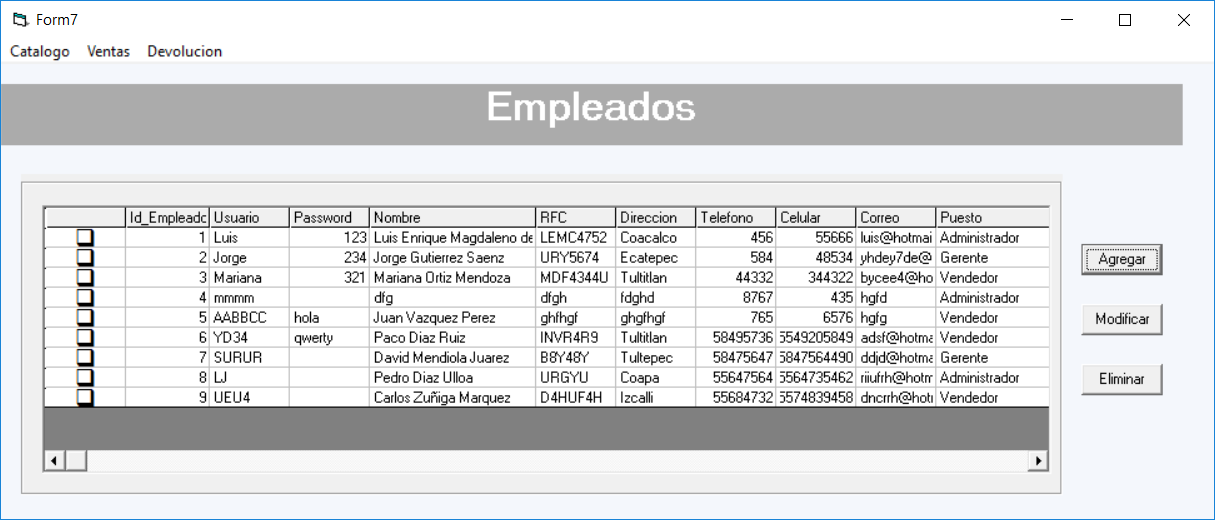 Form7
Catalogo Ventas Devolucion
Empleados
Id_Empleado Usuario Password Nombre RFC Direccion Telefono Celular Correo Puesto
1 Luis 123 Luis Enrique Magdaleno de LEMC4752 Coacalco 456 55666 luis@hotmai Administrador
2 Jorge 234 Jorge Gutierrez Saenz URY5674 Ecatepec 584 48534 yhdey7de@ Gerente
3 Mariana 321 Mariana Ortiz Mendoza MDF4344U Tultitlan 44332 344322 bycee4@ho Vendedor
4 mmmm dfg dfgh fdghd 8767 435 hgfd Administrador
5 AABBCC hola Juan Vazquez Perez ghfhgf ghgfhgf 765 6576 hgfg Vendedor
6 YD34 qwerty Paco Diaz Ruiz INVR4R9 Tultitlan 58495736 5549205849 adsf@hotma Vendedor
7 SURUR David Mendiola Juarez B8Y48Y Tultepec 58475647 5847564490 ddjd@hotma Gerente
8 LJ Pedro Diaz Ulloa URGYU Coapa 55647564 5564735462 riiufrh@hotm Administrador
9 UEU4 Carlos Zuñiga Marquez D4HUF4H Izcalli 55684732 5574839458 dncrrh@hotr Vendedor
Agregar
Modificar
Eliminar